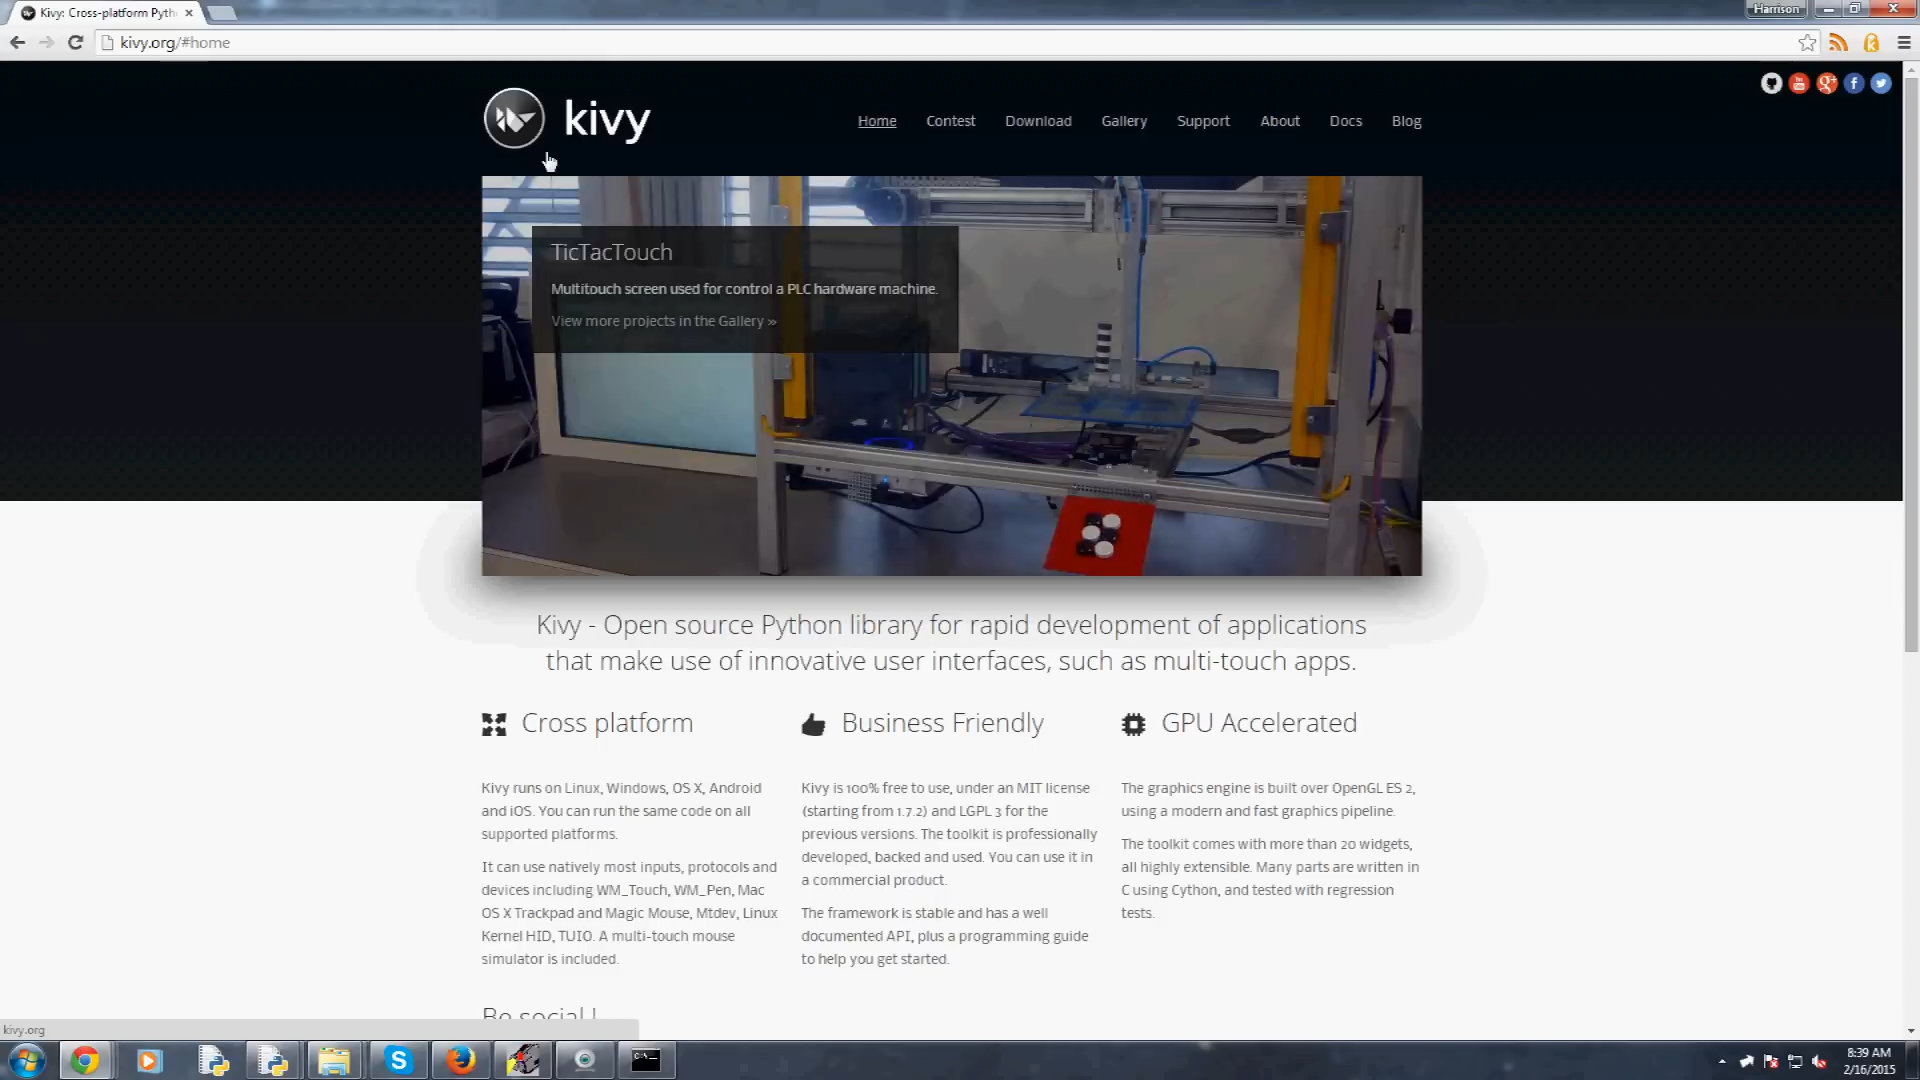 Kivy: Cross-platform Pyth
Harrison
kivy.org/#home
kivy
Home
Contest
Download
Gallery
Support
About
Docs
Blog
TicTacTouch
Multitouch screen used for control a PLC hardware machine.
View more projects in the Gallery »
Kivy - Open source Python library for rapid development of applications
that make use of innovative user interfaces, such as multi-touch apps.
Cross platform
Kivy runs on Linux, Windows, OS X, Android
and iOS. You can run the same code on all
supported platforms.
It can use natively most inputs, protocols and
devices including WM_Touch, WM_Pen, Mac
OS X Trackpad and Magic Mouse, Mtdev, Linux
Kernel HID, TUIO. A multi-touch mouse
simulator is included.
Business Friendly
Kivy is 100% free to use, under an MIT license
(starting from 1.7.2) and LGPL 3 for the
previous versions. The toolkit is professionally
developed, backed and used. You can use it in
a commercial product.
The framework is stable and has a well
documented API, plus a programming guide
to help you get started.
GPU Accelerated
The graphics engine is built over OpenGL ES 2,
using a modern and fast graphics pipeline.
The toolkit comes with more than 20 widgets,
all highly extensible. Many parts are written in
C using Cython, and tested with regression
tests.
Be social !
kivy.org
8:39 AM
2/16/2015